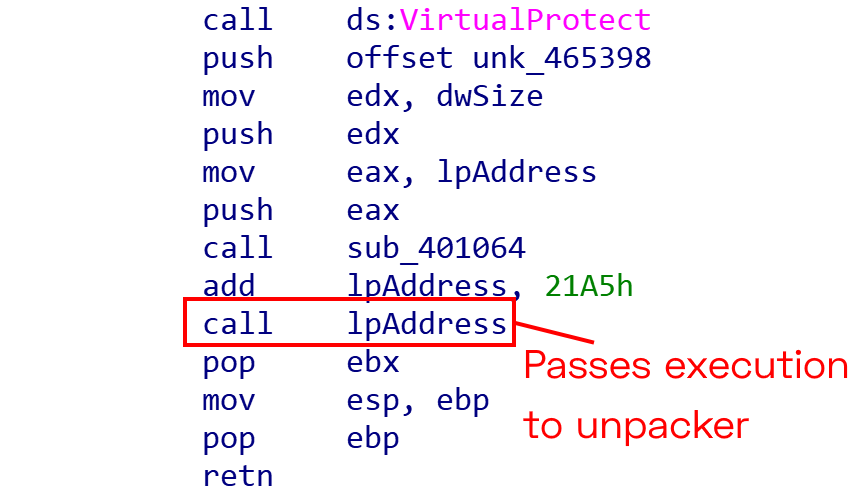 call ds:VirtualProtect
push offset unk_465398
mov edx, dwSize
push edx
mov eax, lpAddress
push eax
call sub_401064
add lpAddress, 21A5h
call lpAddress
pop ebx
mov esp, ebp
pop ebp
retn
Passes execution
to unpacker